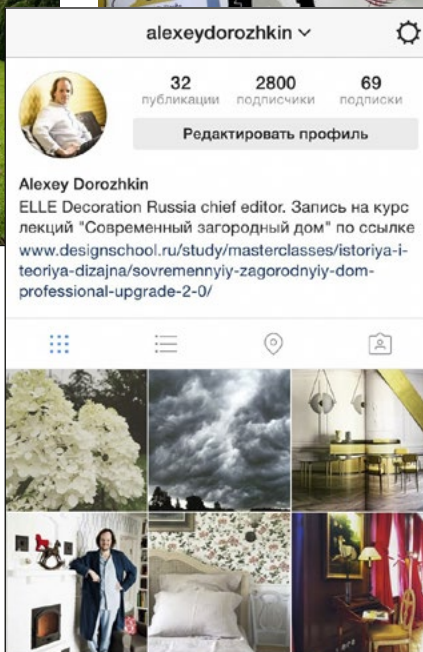 alexeydorozhkin
32 2800 69
публикации подписчики подписки
Редактировать профиль
Alexey Dorozhkin
ELLE Decoration Russia chief editor. Запись на курс
лекций "Современный загородный дом" по ссылке
www.designschool.ru/study/masterclasses/istoriya-i-
teoriya-dizajna/sovremennyiy-zagorodnyiy-dom-
professional-upgrade-2-0/